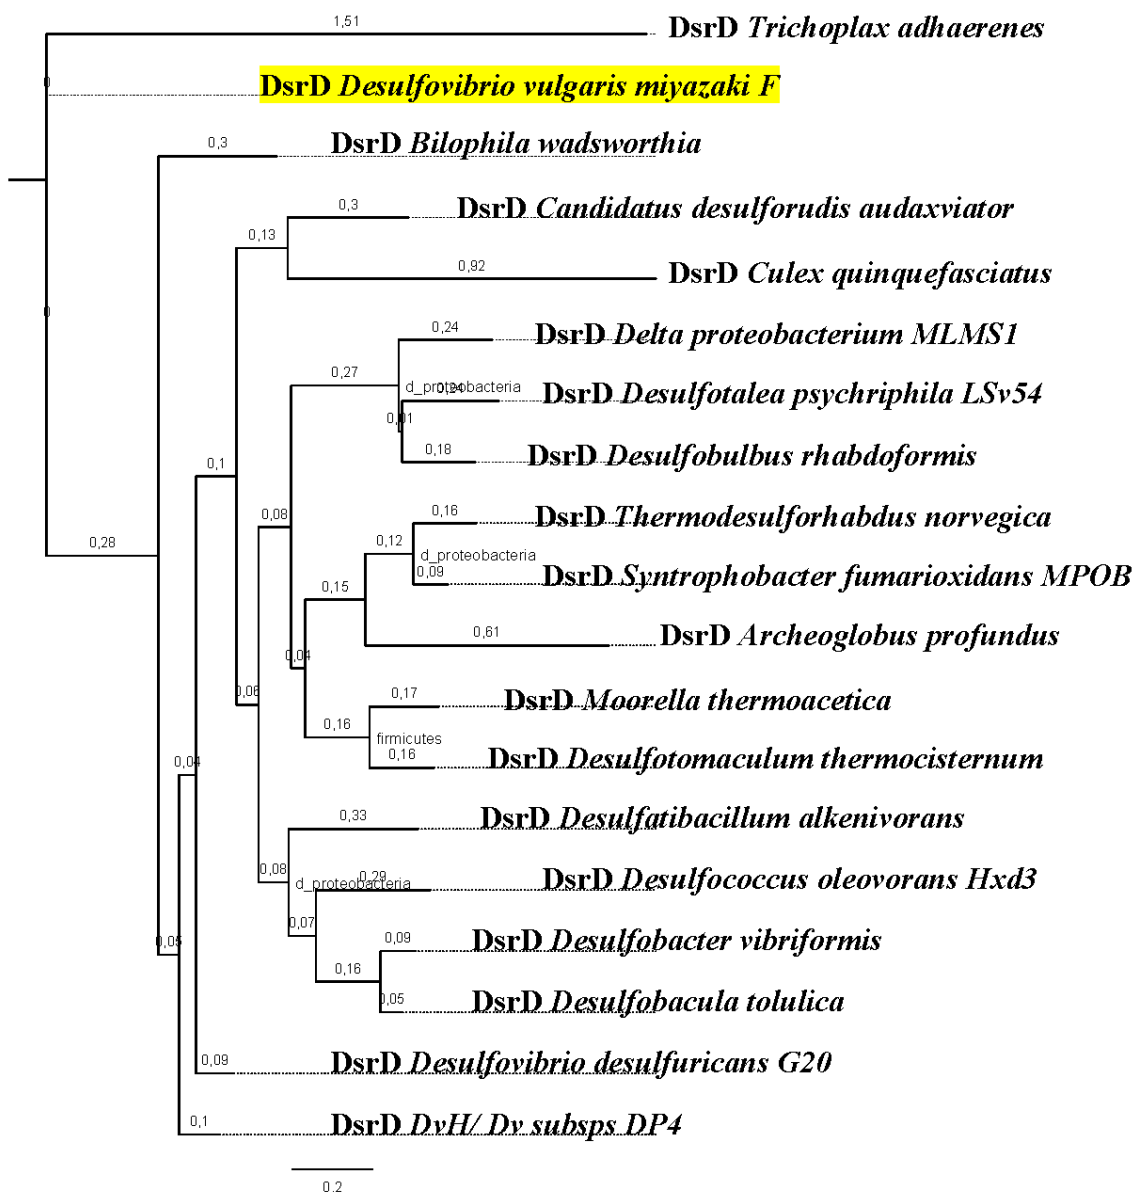 1,51
DsrD Trichoplax adhaerenes
0
DsrD Desulfovibrio vulgaris miyazaki F
0,3
DsrD Bilophila wadsworthia
0,3
DsrD Candidatus desulforudis audaxviator
0,13
0,92
DsrD Culex quinquefasciatus
0
0,24
DsrD Delta proteobacterium MLMS1
0,27
d_proteobacteria
0,24
DsrD Desulfotalea psychriphila LSv54
0,01
0,18
DsrD Desulfobulbus rhabdoformis
0,1
0,08
0,16
DsrD Thermodesulforhabdus norvegica
0,12
d_proteobacteria
0,28
0,09
DsrD Syntrophobacter fumarioxidans MPOB
0,15
0,61
DsrD Archeoglobus profundus
0,04
0,06
0,17
DsrD Moorella thermoacetica
0,16
firmicutes
0,16
DsrD Desulfotomaculum thermocisternum
0,04
0,33
DsrD Desulfatibacillum alkenivorans
0,08
d_proteobacteria
0,29
DsrD Desulfococcus oleovorans Hxd3
0,07
0,05
0,09
DsrD Desulfobacter vibriformis
0,16
0,05
DsrD Desulfobacula tolulica
0,09
DsrD Desulfovibrio desulfuricans G20
0,1
DsrD DvH/ Dv subsps DP4
0.2